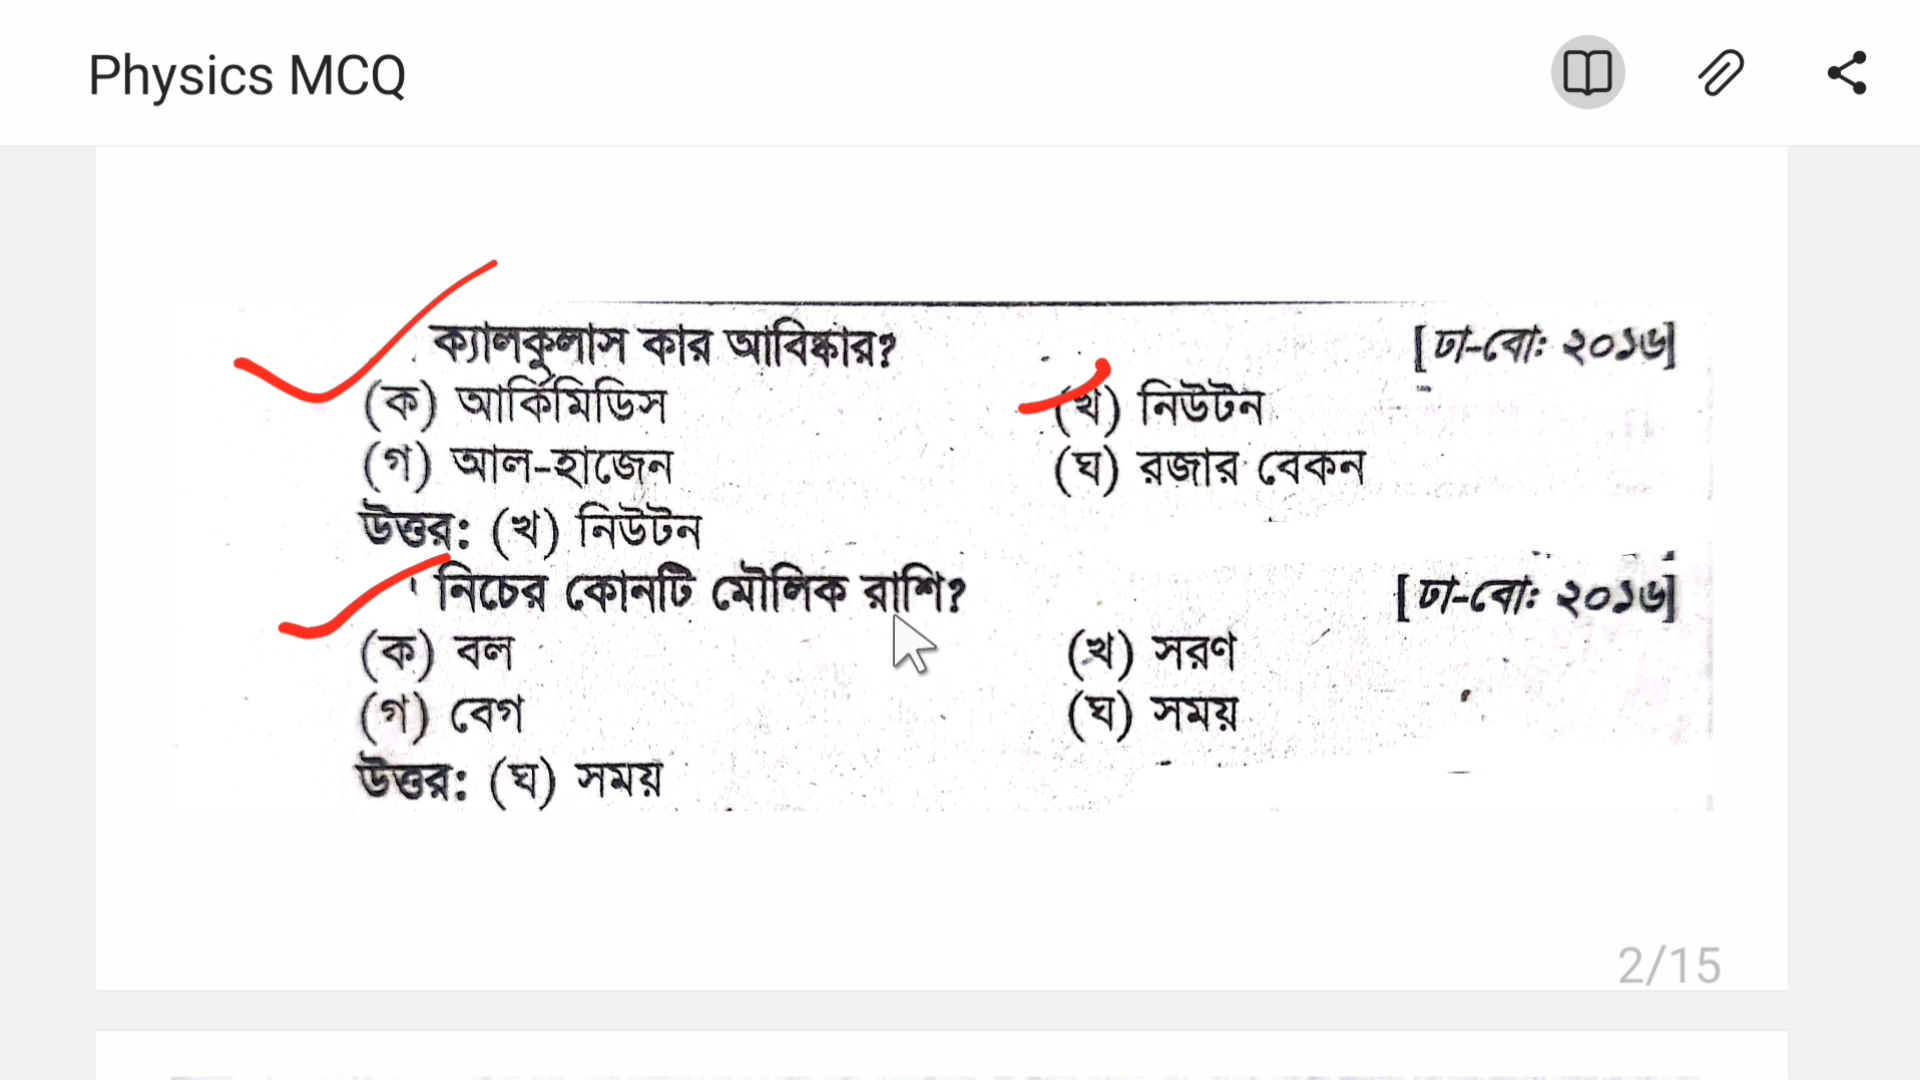 Physics MCQ
ক্যালকুলাস কার আবিষ্কার? [ঢা-বো: ২০১৬]
(ক) আর্কিমিডিস (খ) নিউটন
(গ) আল-হাজেন (ঘ) রজার বেকন
উত্তর: (খ) নিউটন
নিচের কোনটি মৌলিক রাশি? [ঢা-বো: ২০১৬]
(ক) বল (খ) সরণ
(গ) বেগ (ঘ) সময়
উত্তর: (ঘ) সময়
2/15